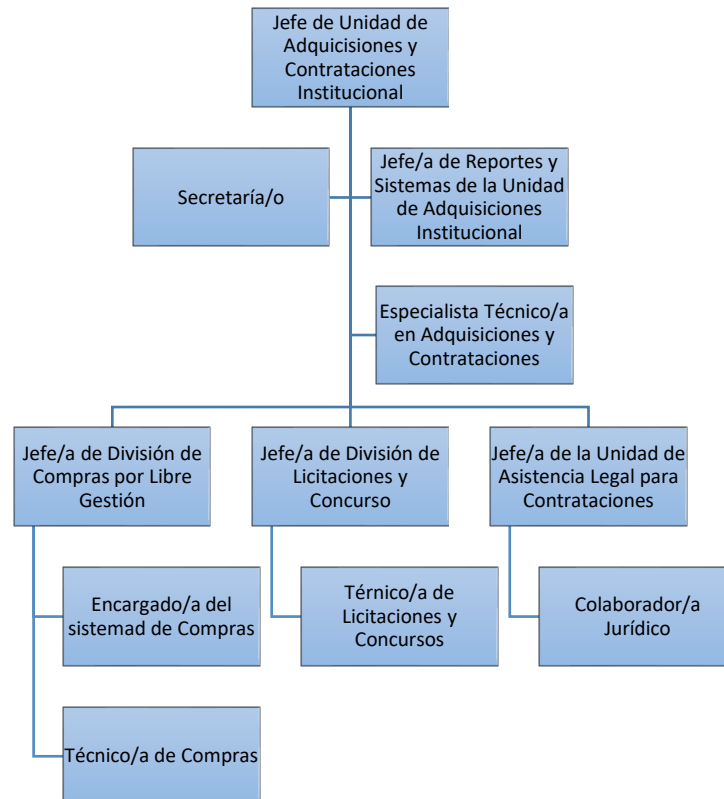 Jefe de Unidad de
Adquicisiones y
Contrataciones
Institucional
Secretaría/o
Jefe/a de Reportes y
Sistemas de la Unidad
de Adquisiciones
Institucional
Especialista Técnico/a
en Adquisiciones y
Contrataciones
Jefe/a de División de
Compras por Libre
Gestión
Jefe/a de División de
Licitaciones y
Concurso
Jefe/a de la Unidad de
Asistencia Legal para
Contrataciones
Encargado/a del
sistemad de Compras
Térnico/a de
Licitaciones y
Concursos
Colaborador/a
Jurídico
Técnico/a de Compras